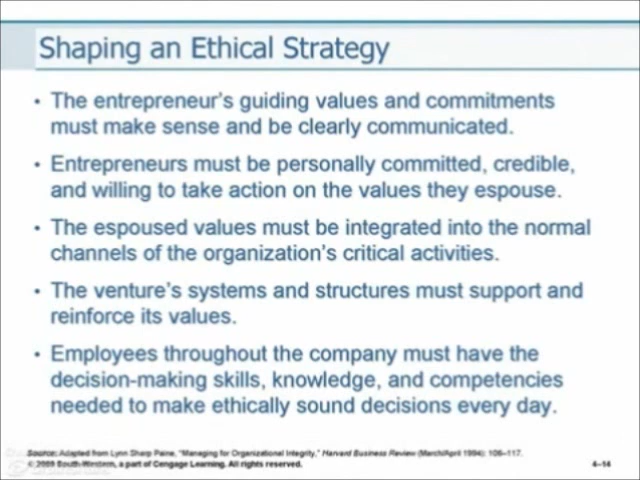 Shaping an Ethical Strategy
• The entrepreneur's guiding values and commitments
must make sense and be clearly communicated.
• Entrepreneurs must be personally committed, credible,
and willing to take action on the values they espouse.
• The espoused values must be integrated into the normal
channels of the organization's critical activities.
• The venture's systems and structures must support and
reinforce its values.
• Employees throughout the company must have the
decision-making skills, knowledge, and competencies
needed to make ethically sound decisions every day.
Source: Adapted from Lynn Sharp Paine, "Managing for Organizational Integrity," Harvard Business Review (March/April 1994): 106–117.
© 2009 South-Western, a part of Cengage Learning. All rights reserved.
4–14